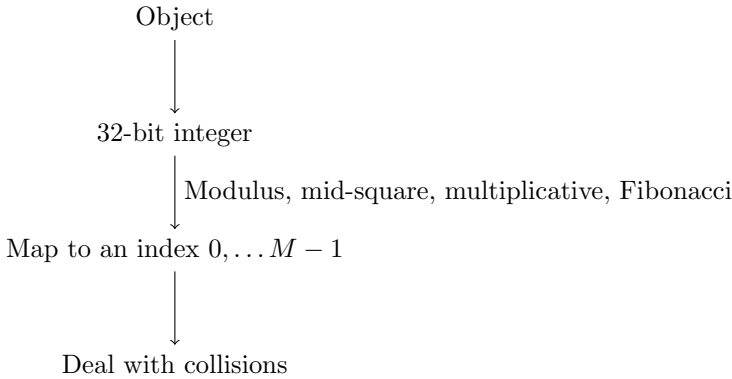 Object
32-bit integer
Modulus, mid-square, multiplicative, Fibonacci
Map to an index 0, . . . M − 1
Deal with collisions